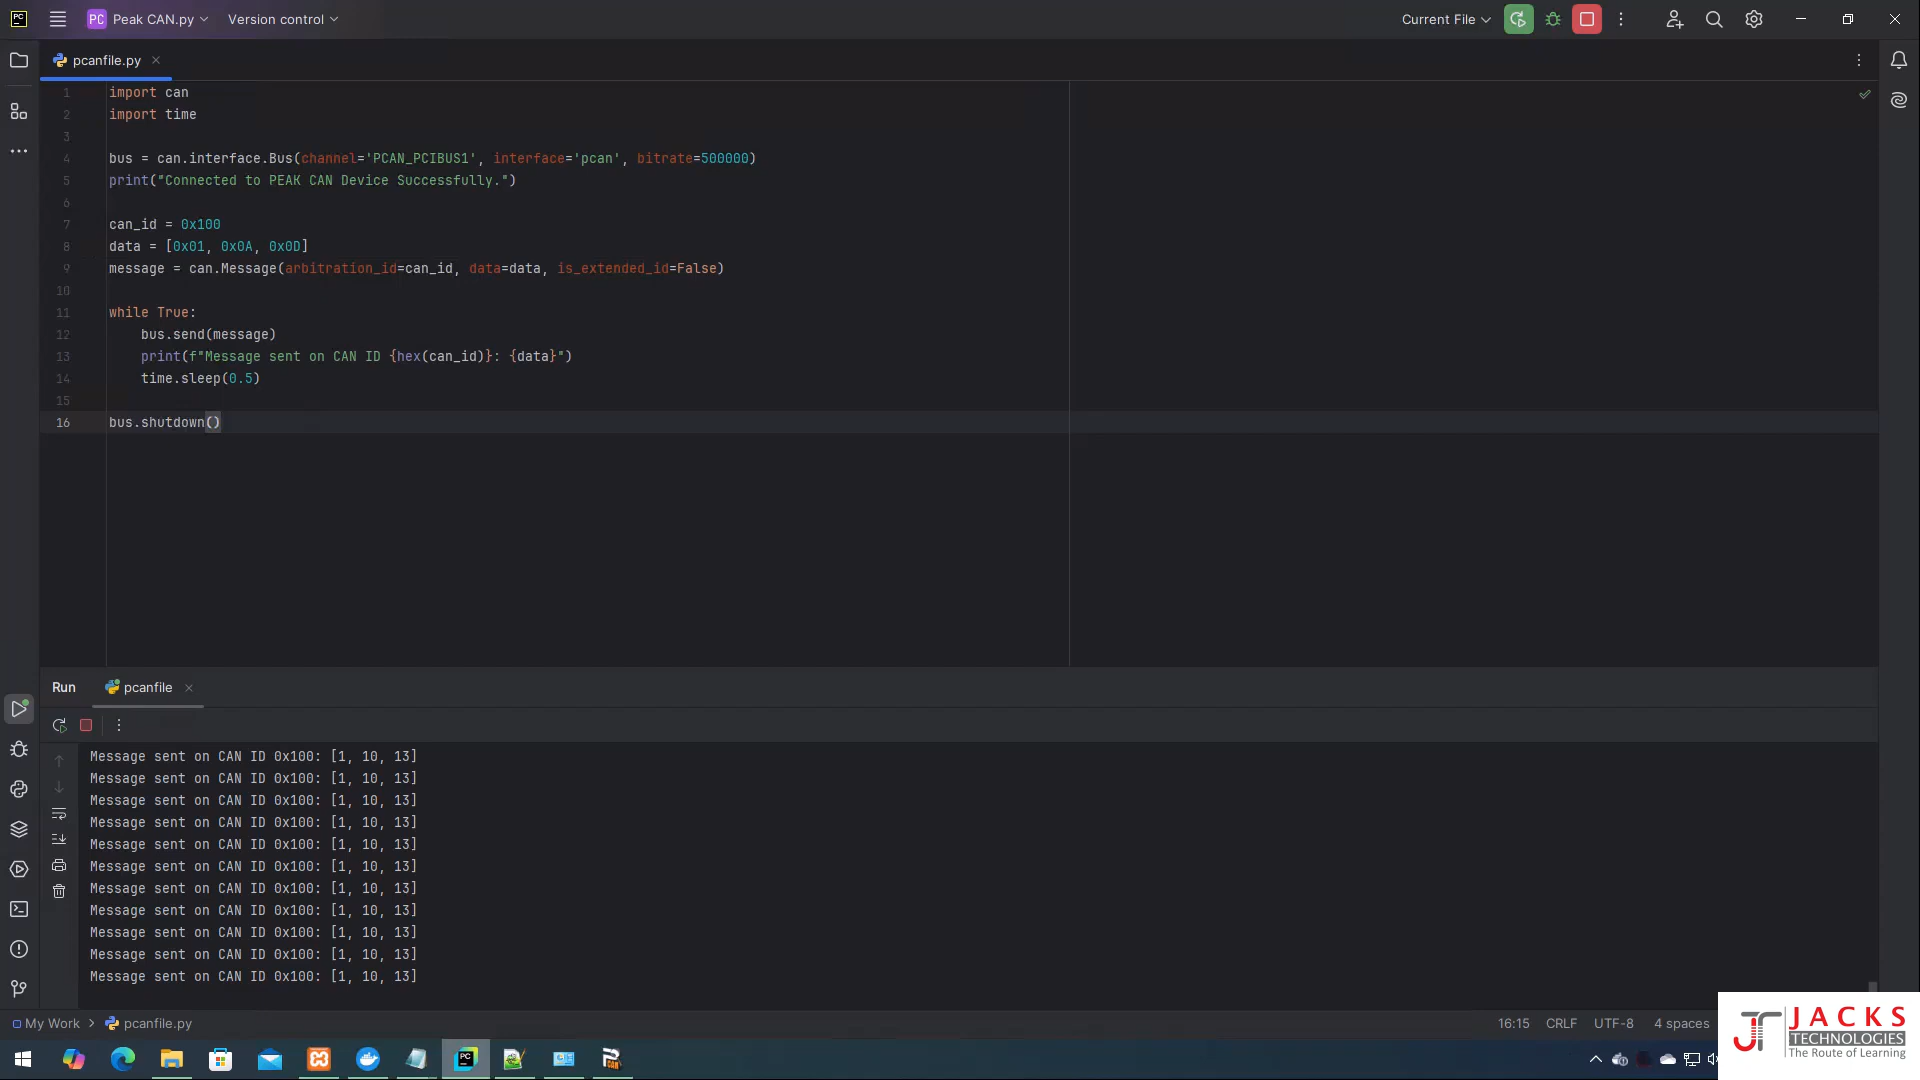 PC
PC Peak CAN.py Version control Current File
pcanfile.py
1 import can
2 import time
3
4 bus = can.interface.Bus(channel='PCAN_PCIBUS1', interface='pcan', bitrate=500000)
5 print("Connected to PEAK CAN Device Successfully.")
6
7 can_id = 0x100
8 data = [0x01, 0x0A, 0x0D]
9 message = can.Message(arbitration_id=can_id, data=data, is_extended_id=False)
10
11 while True:
12 bus.send(message)
13 print(f"Message sent on CAN ID {hex(can_id)}: {data}")
14 time.sleep(0.5)
15
16 bus.shutdown()
Run pcanfile
Message sent on CAN ID 0x100: [1, 10, 13]
Message sent on CAN ID 0x100: [1, 10, 13]
Message sent on CAN ID 0x100: [1, 10, 13]
Message sent on CAN ID 0x100: [1, 10, 13]
Message sent on CAN ID 0x100: [1, 10, 13]
Message sent on CAN ID 0x100: [1, 10, 13]
Message sent on CAN ID 0x100: [1, 10, 13]
Message sent on CAN ID 0x100: [1, 10, 13]
Message sent on CAN ID 0x100: [1, 10, 13]
Message sent on CAN ID 0x100: [1, 10, 13]
Message sent on CAN ID 0x100: [1, 10, 13]
My Work pcanfile.py 16:15 CRLF UTF-8 4 spaces
JACKS
TECHNOLOGIES
The Route of Learning
PC
CAN